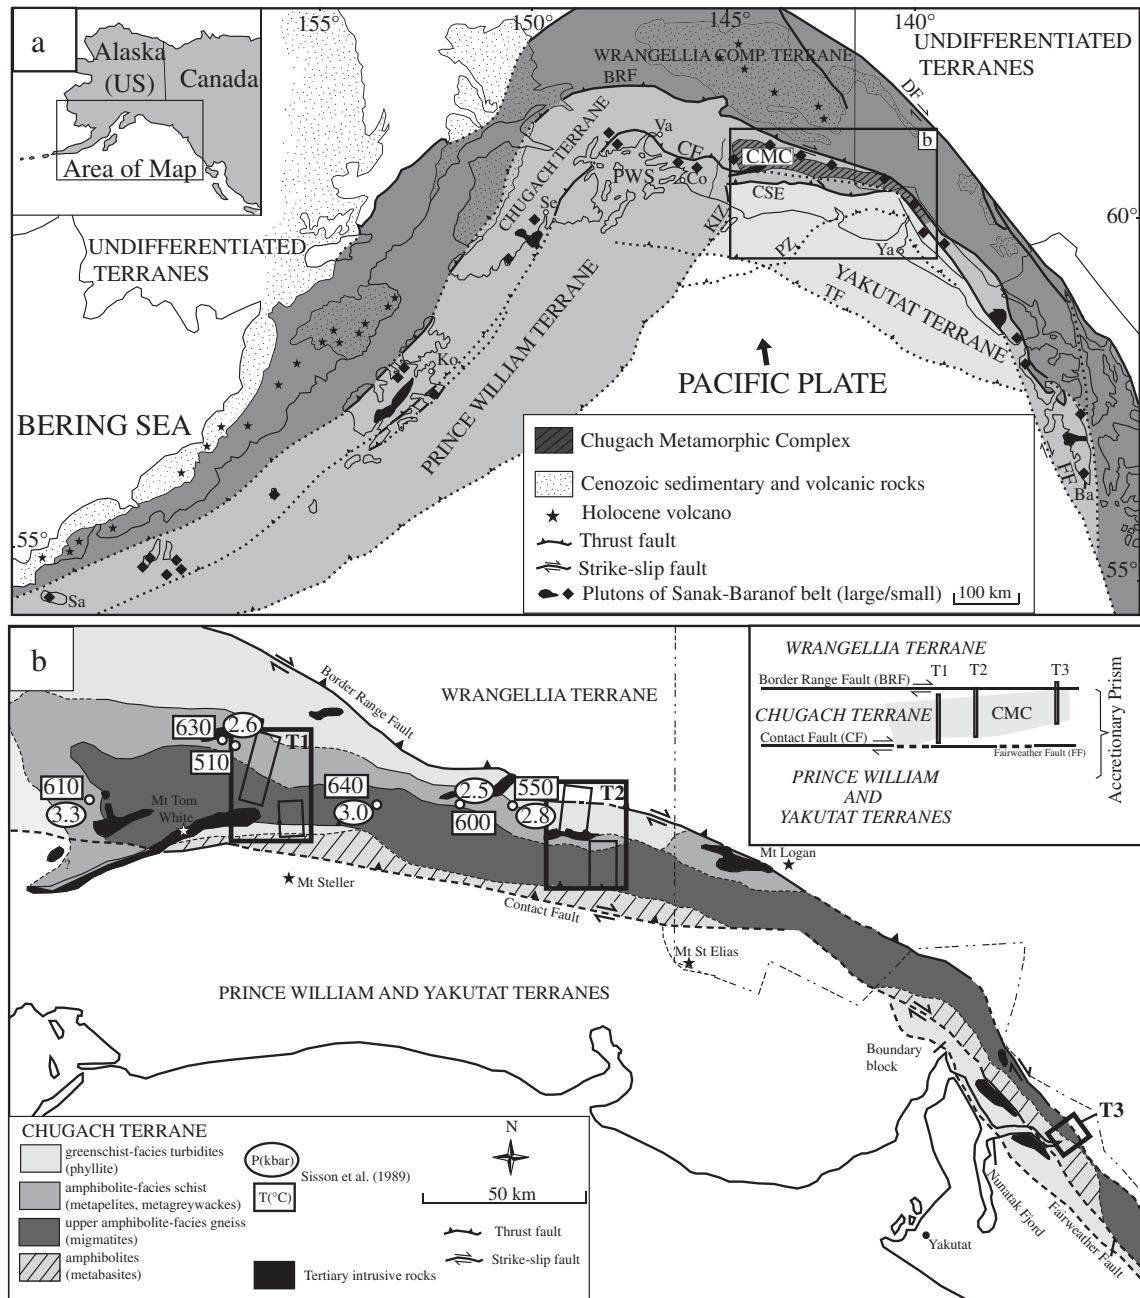 a
Alaska
(US)
Canada
Area of Map
155°
150°
145°
140°
UNDIFFERENTIATED
TERRANES
WRANGELLIA COMP. TERRANE
BRF
DF
b
Va
CF
CMC
CHUGACH TERRANE
PWS
Co
CSE
Se
KIZ
60°
UNDIFFERENTIATED
TERRANES
PZ
Ya
YAKUTAT TERRANE
TF
PRINCE WILLIAM TERRANE
Ko
PACIFIC PLATE
BERING SEA
Chugach Metamorphic Complex
Cenozoic sedimentary and volcanic rocks
Holocene volcano
Thrust fault
Strike-slip fault
Plutons of Sanak-Baranof belt (large/small)
100 km
FF
Ba
55°
55°
Sa
b
Border Range Fault
WRANGELLIA TERRANE
WRANGELLIA TERRANE
T1
T2
T3
Border Range Fault (BRF)
CHUGACH TERRANE
CMC
Contact Fault (CF)
Fairweather Fault (FF)
PRINCE WILLIAM
AND
YAKUTAT TERRANES
Accretionary Prism
630
2.6
T1
510
610
3.3
Mt Tom
White
640
3.0
2.5
550
T2
600
2.8
Mt Logan
Mt Steller
Contact Fault
Mt St Elias
PRINCE WILLIAM AND YAKUTAT TERRANES
Boundary
block
T3
Nunatak Fjord
Fairweather Fault
Yakutat
CHUGACH TERRANE
greenschist-facies turbidites
(phyllite)
amphibolite-facies schist
(metapelites, metagreywackes)
upper amphibolite-facies gneiss
(migmatites)
amphibolites
(metabasites)
P(kbar)
Sisson et al. (1989)
T(°C)
Tertiary intrusive rocks
N
50 km
Thrust fault
Strike-slip fault